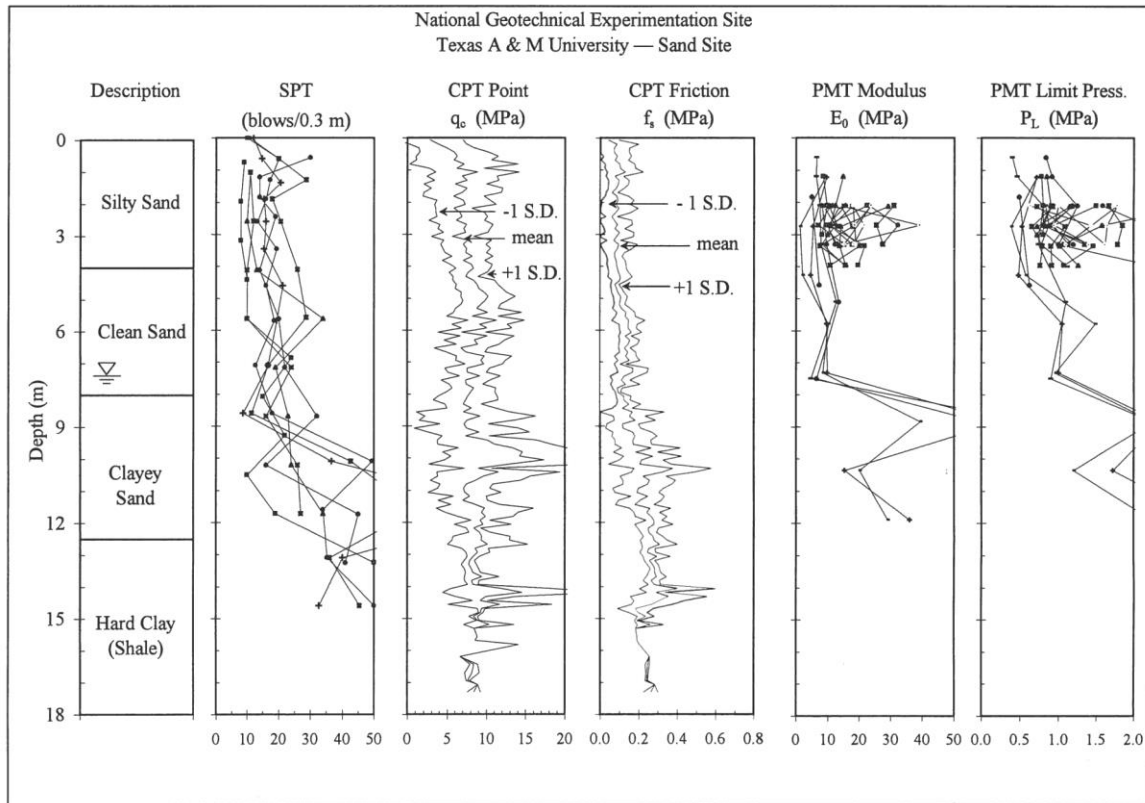 National Geotechnical Experimentation Site
Texas A & M University — Sand Site
Description
SPT
(blows/0.3 m)
CPT Point
qc (MPa)
CPT Friction
fs (MPa)
PMT Modulus
E0 (MPa)
PMT Limit Press.
PL (MPa)
Depth (m)
0
3
6
9
12
15
18
Silty Sand
Clean Sand
Clayey
Sand
Hard Clay
(Shale)
-1 S.D.
mean
+1 S.D.
- 1 S.D.
mean
+1 S.D.
0 10 20 30 40 50
0 5 10 15 20
0.0 0.2 0.4 0.6 0.8
0 10 20 30 40 50
0.0 0.5 1.0 1.5 2.0